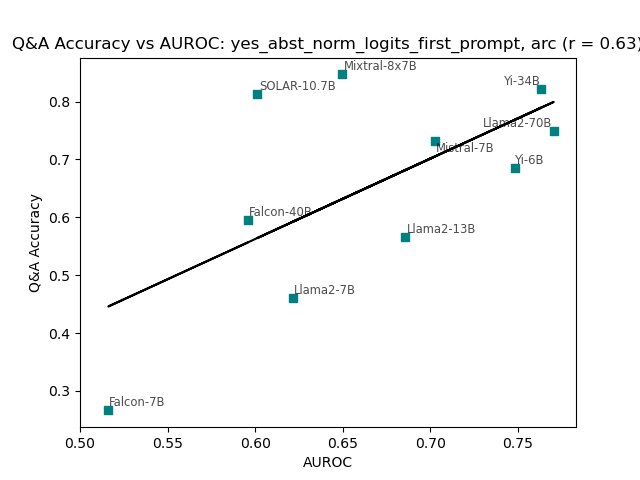 Q&A Accuracy vs AUROC: yes_abst_norm_logits_first_prompt, arc (r = 0.63)
Mixtral-8x7B
SOLAR-10.7B
Yi-34B
0.8
Llama2-70B
Mistral-7B
0.7
Yi-6B
Falcon-40B
0.6
Llama2-13B
Q&A Accuracy
0.5
Llama2-7B
0.4
0.3
Falcon-7B
0.50 0.55 0.60 0.65 0.70 0.75
AUROC